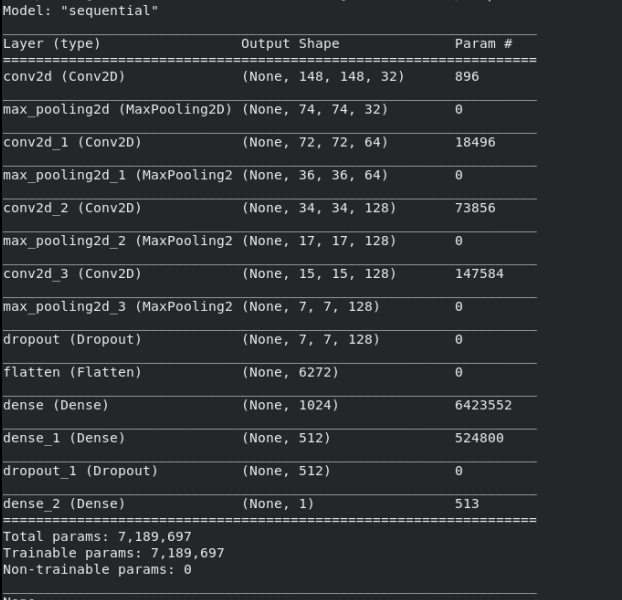 Model: "sequential"
Layer (type) Output Shape Param #
conv2d (Conv2D) (None, 148, 148, 32) 896
max_pooling2d (MaxPooling2D) (None, 74, 74, 32) 0
conv2d_1 (Conv2D) (None, 72, 72, 64) 18496
max_pooling2d_1 (MaxPooling2 (None, 36, 36, 64) 0
conv2d_2 (Conv2D) (None, 34, 34, 128) 73856
max_pooling2d_2 (MaxPooling2 (None, 17, 17, 128) 0
conv2d_3 (Conv2D) (None, 15, 15, 128) 147584
max_pooling2d_3 (MaxPooling2 (None, 7, 7, 128) 0
dropout (Dropout) (None, 7, 7, 128) 0
flatten (Flatten) (None, 6272) 0
dense (Dense) (None, 1024) 6423552
dense_1 (Dense) (None, 512) 524800
dropout_1 (Dropout) (None, 512) 0
dense_2 (Dense) (None, 1) 513
Total params: 7,189,697
Trainable params: 7,189,697
Non-trainable params: 0